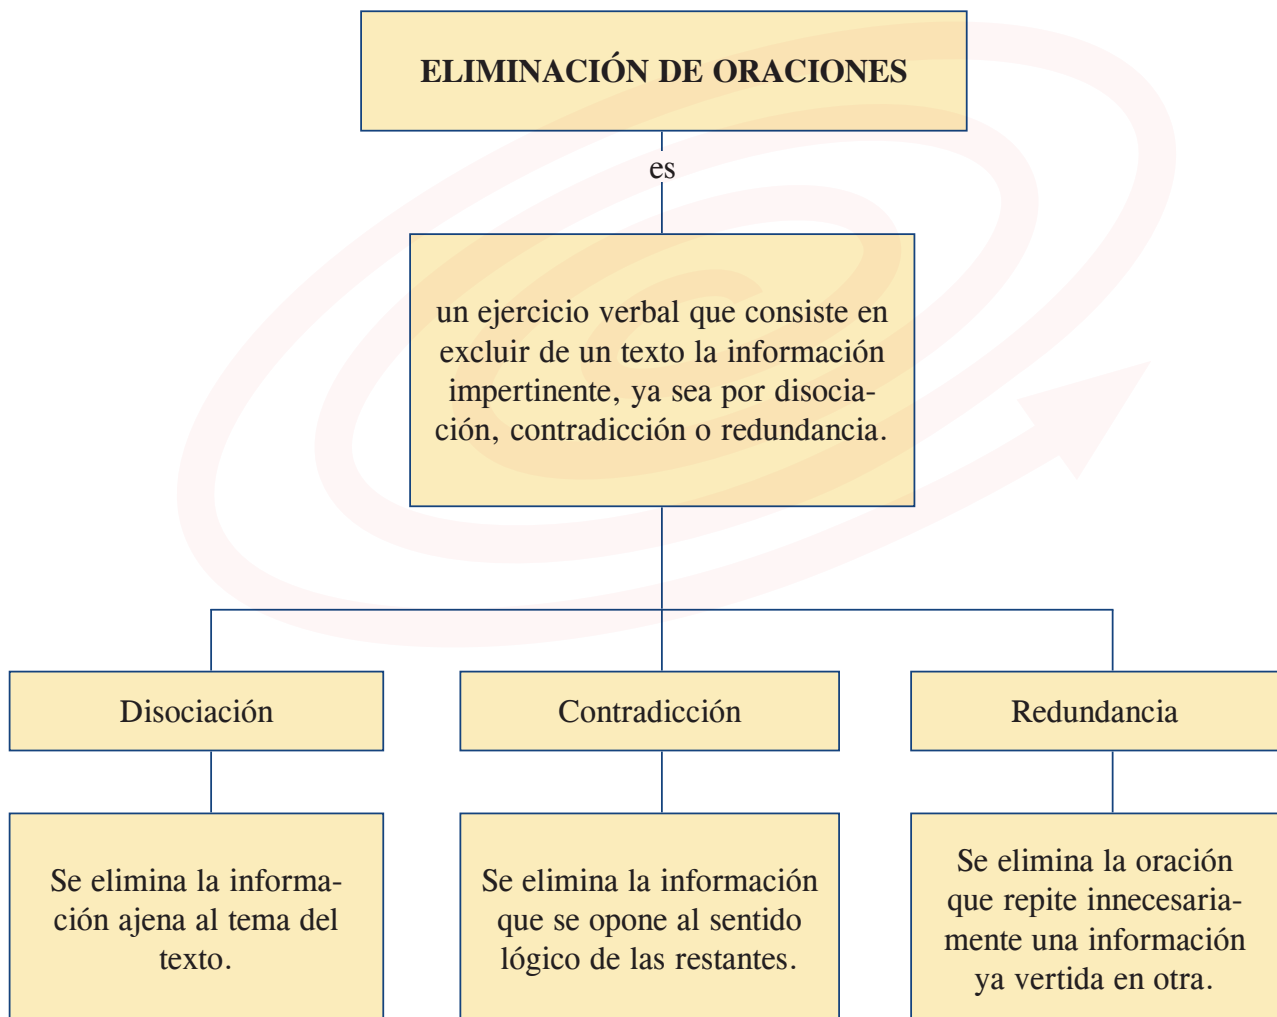 ELIMINACIÓN DE ORACIONES
es
un ejercicio verbal que consiste en
excluir de un texto la información
impertinente, ya sea por disocia-
ción, contradicción o redundancia.
Disociación
Contradicción
Redundancia
Se elimina la informa-
ción ajena al tema del
texto.
Se elimina la información
que se opone al sentido
lógico de las restantes.
Se elimina la oración
que repite innecesaria-
mente una información
ya vertida en otra.